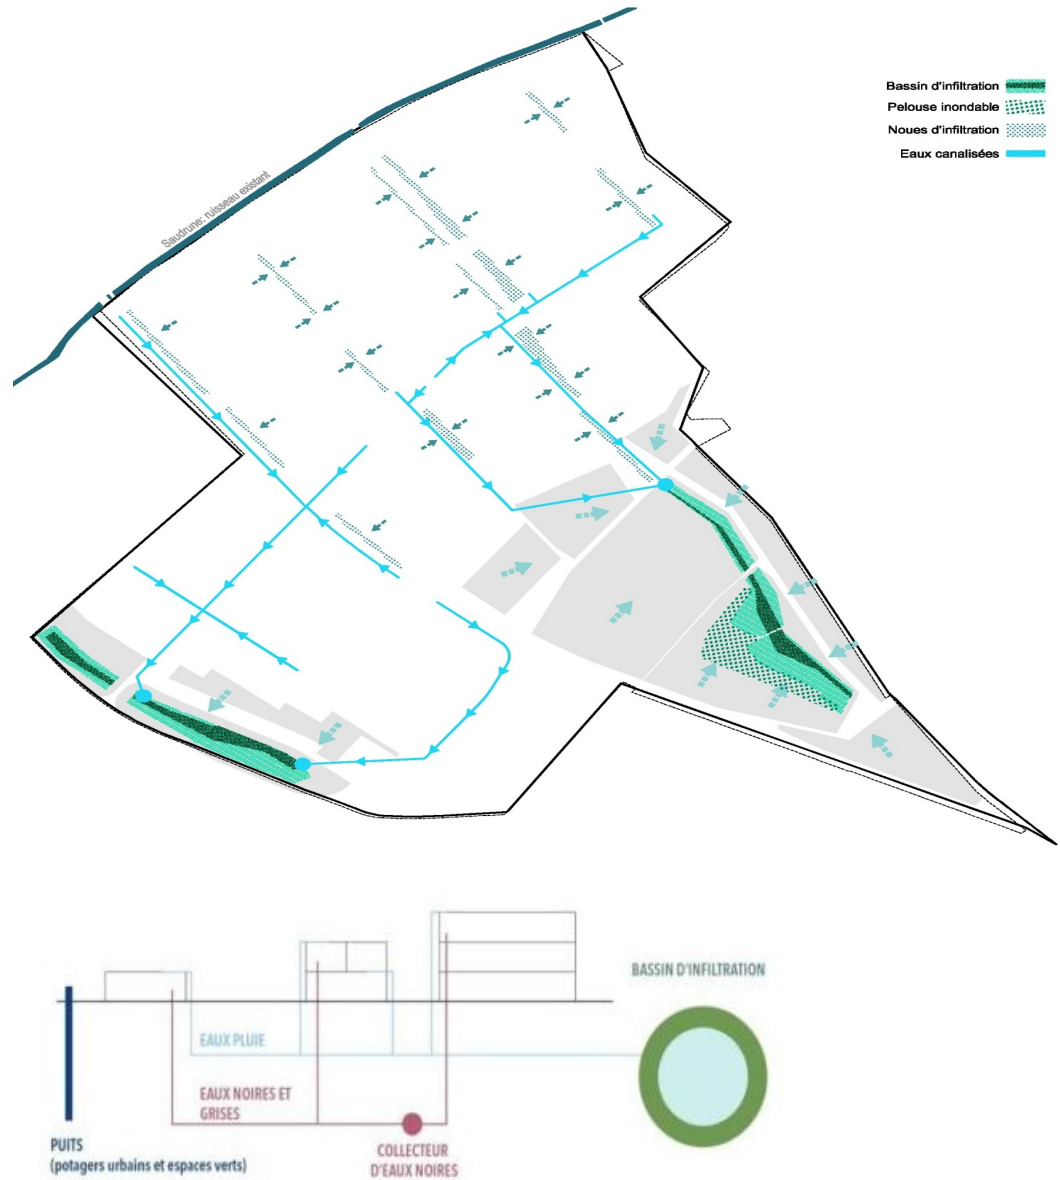 Bassin d'infiltration
Pelouse inondable
Noues d'infiltration
Eaux canalisées
Saudrune: ruisseau existant
BASSIN D'INFILTRATION
EAUX PLUIE
EAUX NOIRES ET
GRISES
PUITS
(potagers urbains et espaces verts)
COLLECTEUR
D'EAUX NOIRES